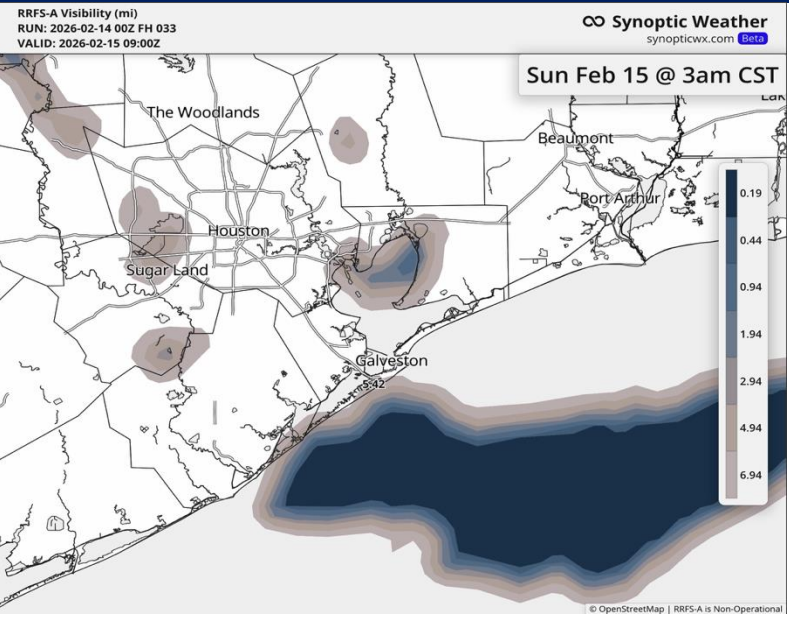 RRFS-A Visibility (mi)
RUN: 2026-02-14 00Z FH 033
VALID: 2026-02-15 09:00Z
Synoptic Weather
synopticwx.com Beta
Sun Feb 15 @ 3am CST
The Woodlands
Beaumont
Port Arthur
Houston
Sugar Land
Galveston
5.42
0.19
0.44
0.94
1.94
2.94
4.94
6.94
© OpenStreetMap | RRFS-A is Non-Operational